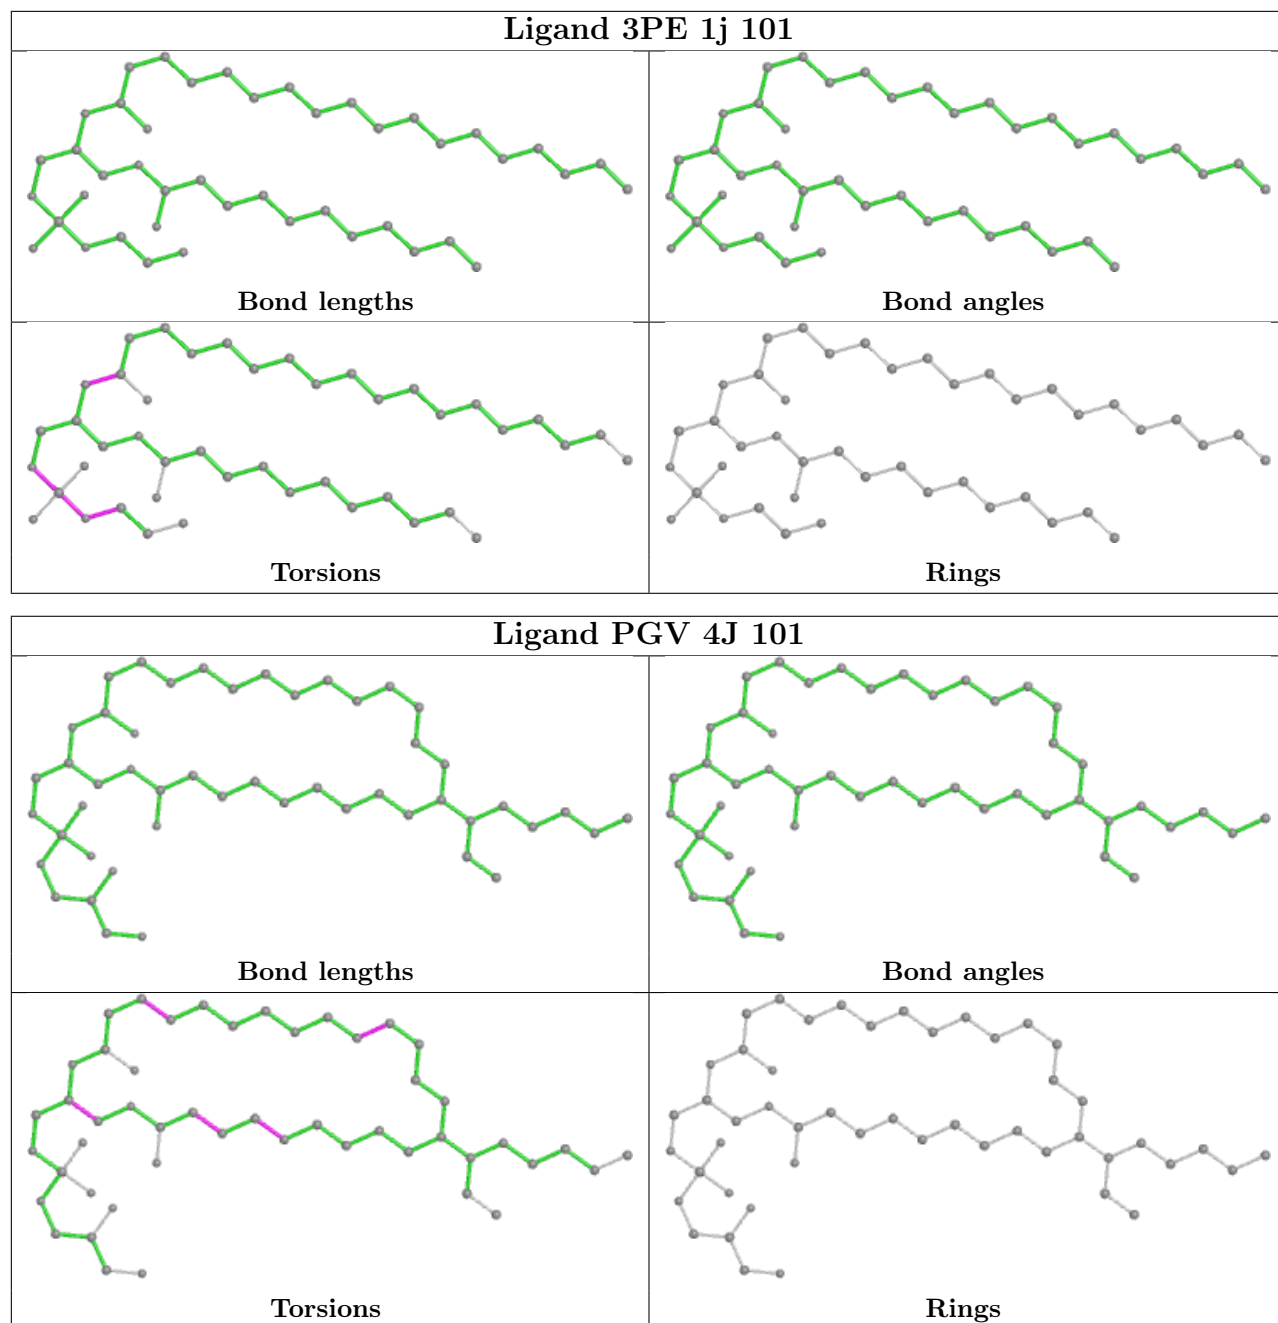 Ligand 3PE 1j 101
Bond lengths
Bond angles
Torsions
Rings
Ligand PGV 4J 101
Bond lengths
Bond angles
Torsions
Rings